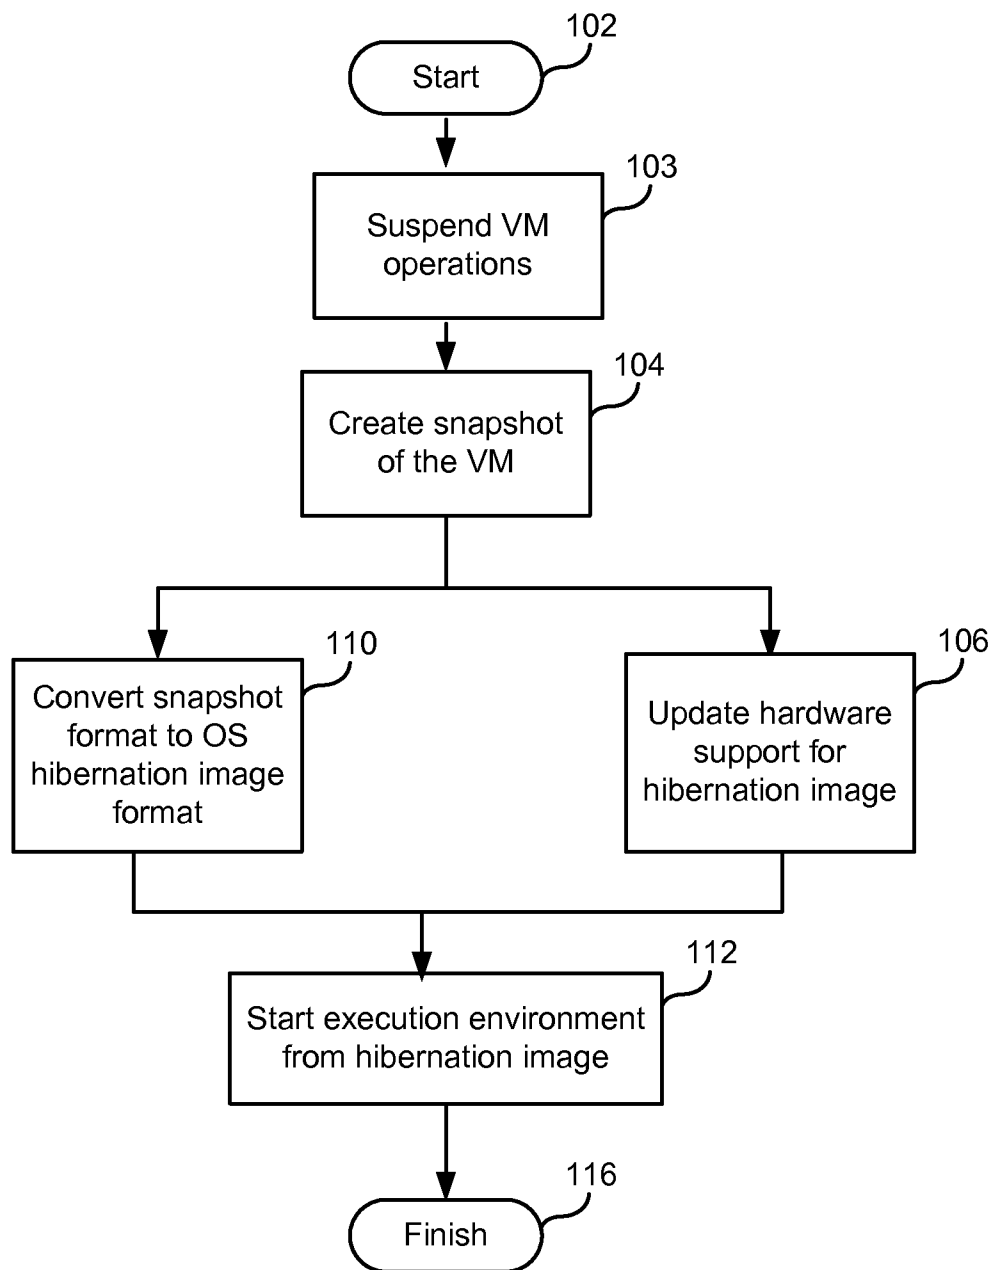 102
Start
103
Suspend VM
operations
104
Create snapshot
of the VM
110
Convert snapshot
format to OS
hibernation image
format
106
Update hardware
support for
hibernation image
112
Start execution environment
from hibernation image
116
Finish